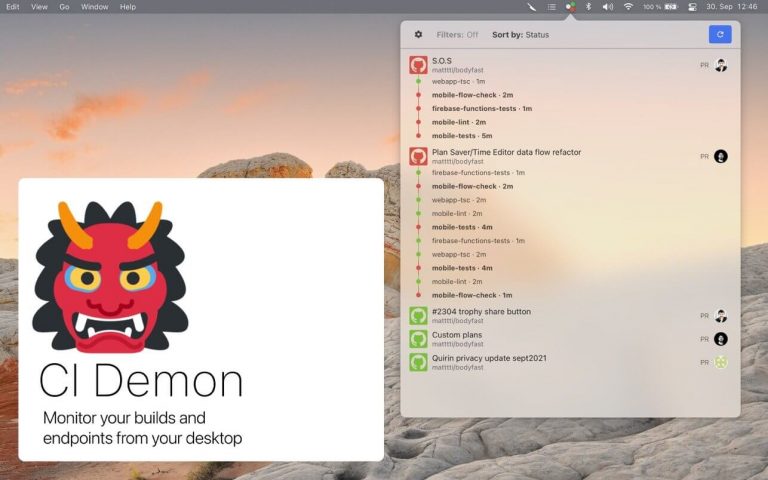 Edit View Go Window Help
100 % 30. Sep 12:46
Filters: Off Sort by: Status
S.O.S
PR
mattttl/bodyfast
webapp-tsc · 1m
mobile-flow-check · 2m
firebase-functions-tests · 1m
mobile-lint · 2m
mobile-tests · 5m
Plan Saver/Time Editor data flow refactor
PR
mattttl/bodyfast
firebase-functions-tests · 1m
mobile-flow-check · 2m
webapp-tsc · 2m
mobile-lint · 2m
mobile-tests · 4m
firebase-functions-tests · 1m
webapp-tsc · 2m
mobile-tests · 4m
mobile-lint · 2m
mobile-flow-check · 1m
#2304 trophy share button
PR
mattttl/bodyfast
Custom plans
PR
mattttl/bodyfast
Quirin privacy update sept2021
PR
mattttl/bodyfast
CI Demon
Monitor your builds and
endpoints from your desktop